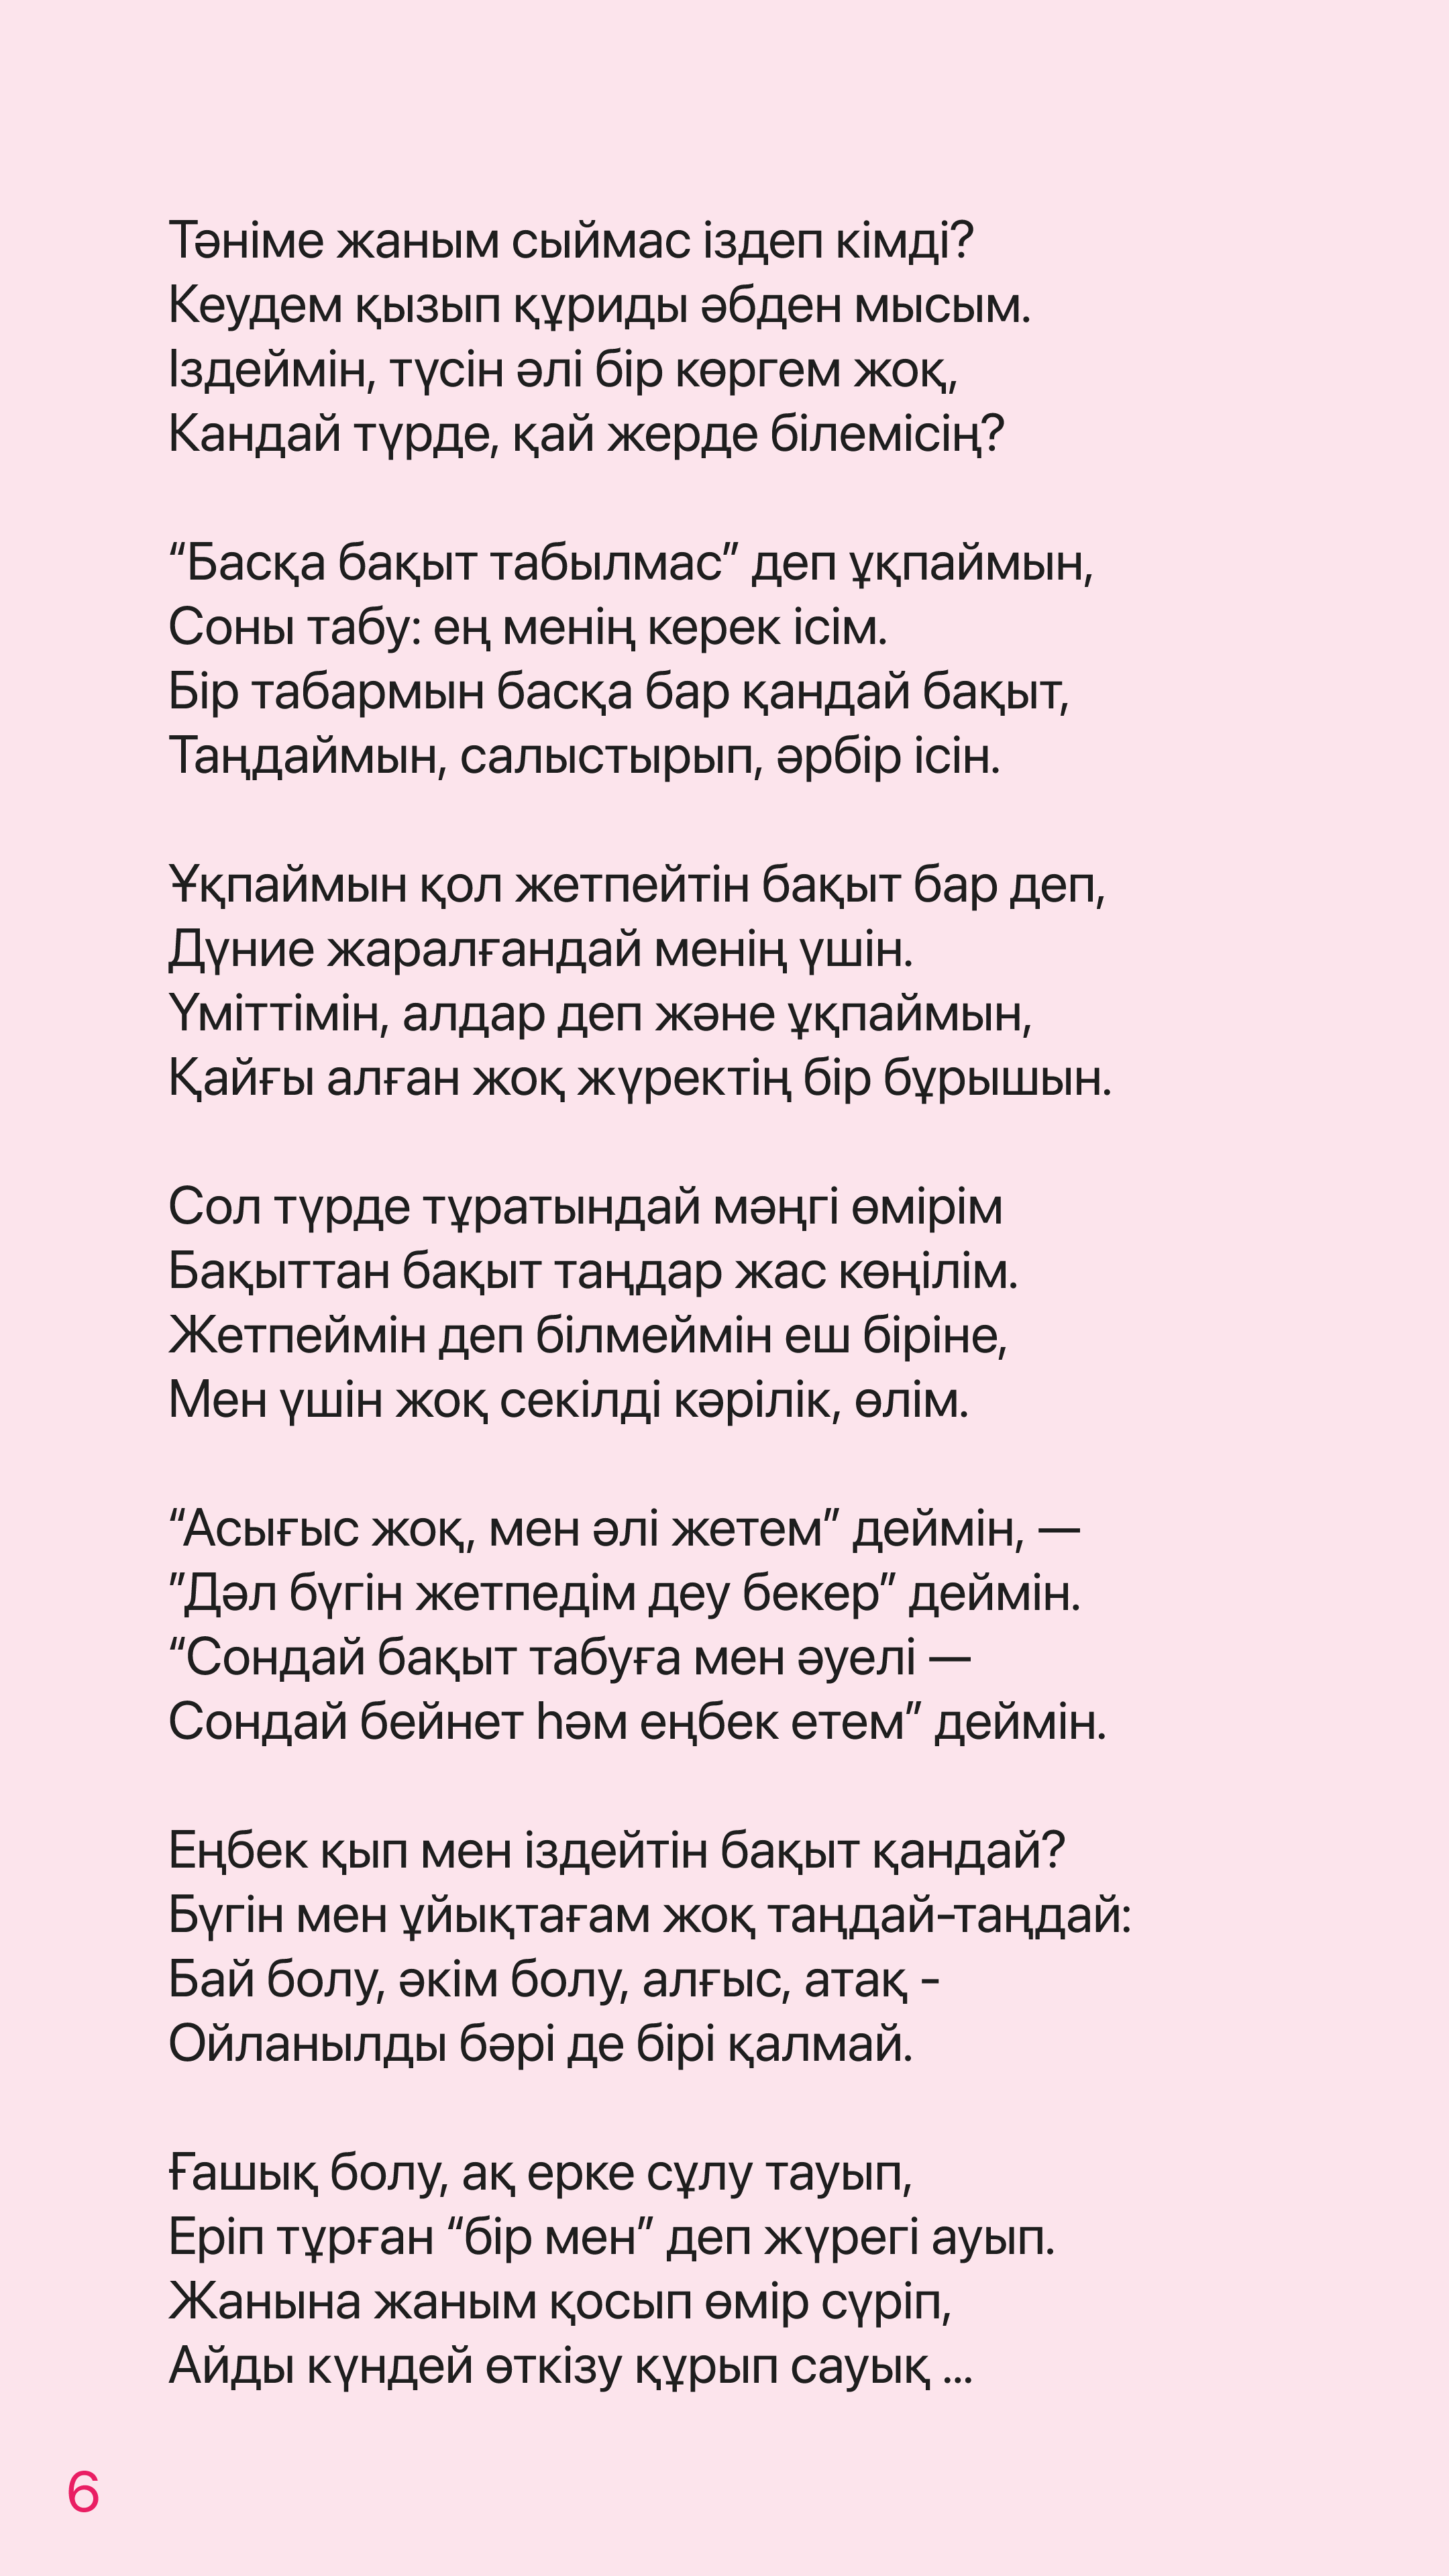 Тәніме жаным сыймас іздеп кімді?
Кеудем қызып құриды әбден мысым.
Іздеймін, түсін әлі бір көргем жоқ,
Кандай түрде, қай жерде білемісің?

“Басқа бақыт табылмас” деп ұқпаймын,
Соны табу: ең менің керек ісім.
Бір табармын басқа бар қандай бақыт,
Таңдаймын, салыстырып, әрбір ісін.

Ұқпаймын қол жетпейтін бақыт бар деп,
Дүние жаралғандай менің үшін.
Үміттімін, алдар деп және ұқпаймын,
Қайғы алған жоқ жүректің бір бұрышын.

Сол түрде тұратындай мәңгі өмірім
Бақыттан бақыт таңдар жас көңілім.
Жетпеймін деп білмеймін еш біріне,
Мен үшін жоқ секілді кәрілік, өлім.

“Асығыс жоқ, мен әлі жетем” деймін, —
”Дәл бүгін жетпедім деу бекер” деймін.
“Сондай бақыт табуға мен әуелі —
Сондай бейнет һәм еңбек етем” деймін.

Еңбек қып мен іздейтін бақыт қандай?
Бүгін мен ұйықтағам жоқ таңдай-таңдай:
Бай болу, әкім болу, алғыс, атақ -
Ойланылды бәрі де бірі қалмай.

Ғашық болу, ақ ерке сұлу тауып,
Еріп тұрған “бір мен” деп жүрегі ауып.
Жанына жаным қосып өмір сүріп,
Айды күндей өткізу құрып сауық ...

6